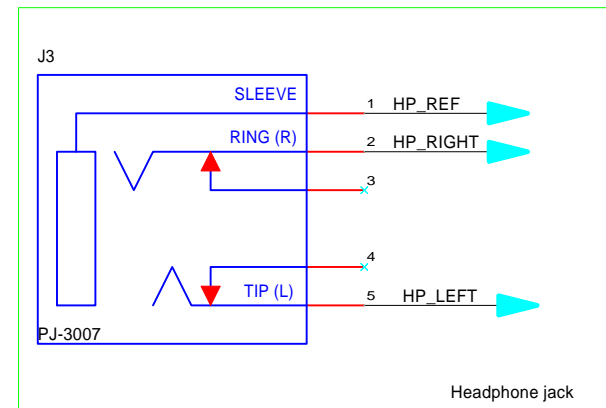 J3
SLEEVE
1 HP_REF
RING (R)
2 HP_RIGHT
3
4
TIP (L)
5 HP_LEFT
PJ-3007
Headphone jack